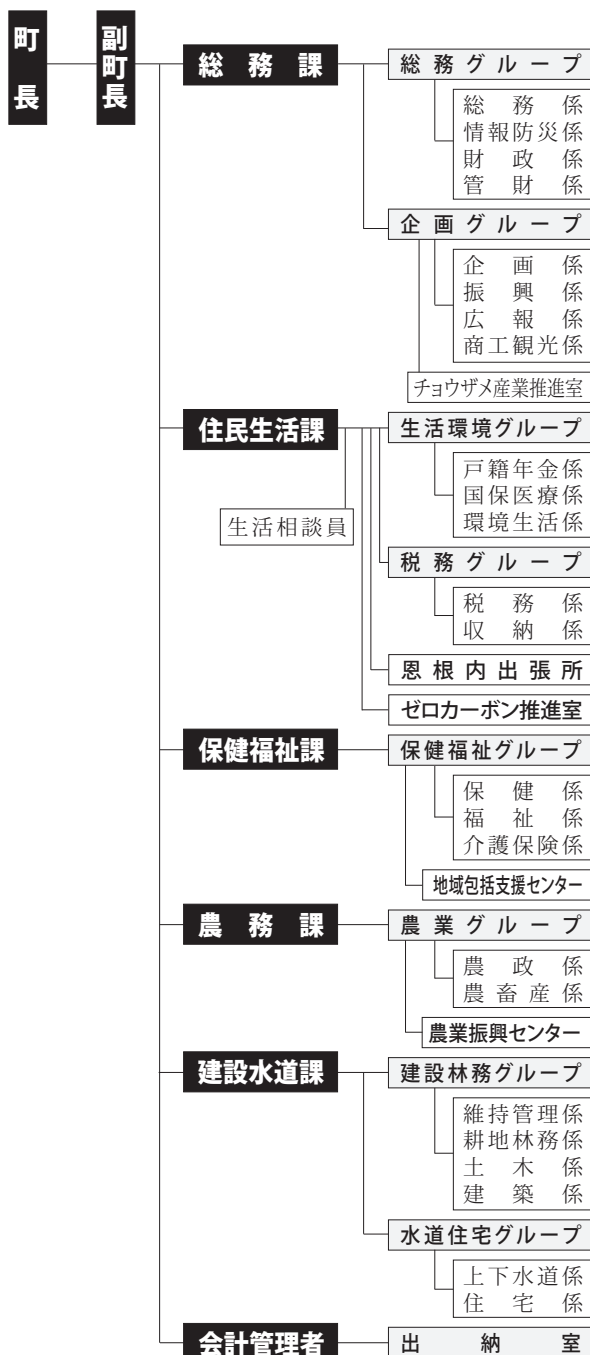 町長
副町長
総務課
総務グループ
総務係
情報防災係
財政係
管財係
企画グループ
企画係
振興係
広報係
商工観光係
チョウザメ産業推進室
住民生活課
生活相談員
生活環境グループ
戸籍年金係
国保医療係
環境生活係
税務グループ
税務係
収納係
恩根内出張所
ゼロカーボン推進室
保健福祉課
保健福祉グループ
保健係
福祉係
介護保険係
地域包括支援センター
農務課
農業グループ
農政係
農畜産係
農業振興センター
建設水道課
建設林務グループ
維持管理係
耕地林務係
土木係
建築係
水道住宅グループ
上下水道係
住宅係
会計管理者
出納室